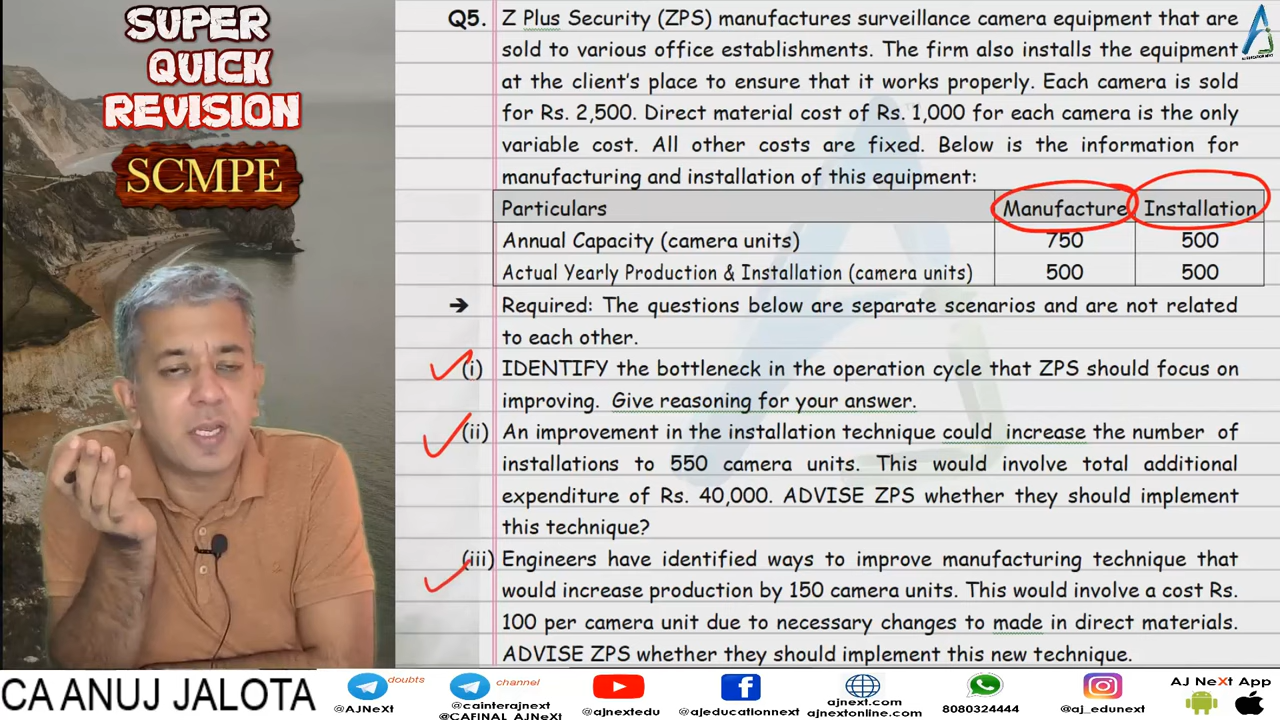 SUPER
QUICK
REVISION
SCMPE
Q5. Z Plus Security (ZPS) manufactures surveillance camera equipment that are
sold to various office establishments. The firm also installs the equipment
at the client's place to ensure that it works properly. Each camera is sold
for Rs. 2,500. Direct material cost of Rs. 1,000 for each camera is the only
variable cost. All other costs are fixed. Below is the information for
manufacturing and installation of this equipment:
Particulars Manufacture Installation
Annual Capacity (camera units) 750 500
Actual Yearly Production & Installation (camera units) 500 500
➔ Required: The questions below are separate scenarios and are not related
to each other.
(i) IDENTIFY the bottleneck in the operation cycle that ZPS should focus on
improving. Give reasoning for your answer.
(ii) An improvement in the installation technique could increase the number of
installations to 550 camera units. This would involve total additional
expenditure of Rs. 40,000. ADVISE ZPS whether they should implement
this technique?
(iii) Engineers have identified ways to improve manufacturing technique that
would increase production by 150 camera units. This would involve a cost Rs.
100 per camera unit due to necessary changes to made in direct materials.
ADVISE ZPS whether they should implement this new technique.
CA ANUJ JALOTA
doubts
@AJNeXt
channel
@cainterajnext
@CAFINAL_AJNeXt
@ajnextedu
@ajeducationnext
ajnext.com
ajnextonline.com
8080324444
@aj_edunext
AJ NeXt App